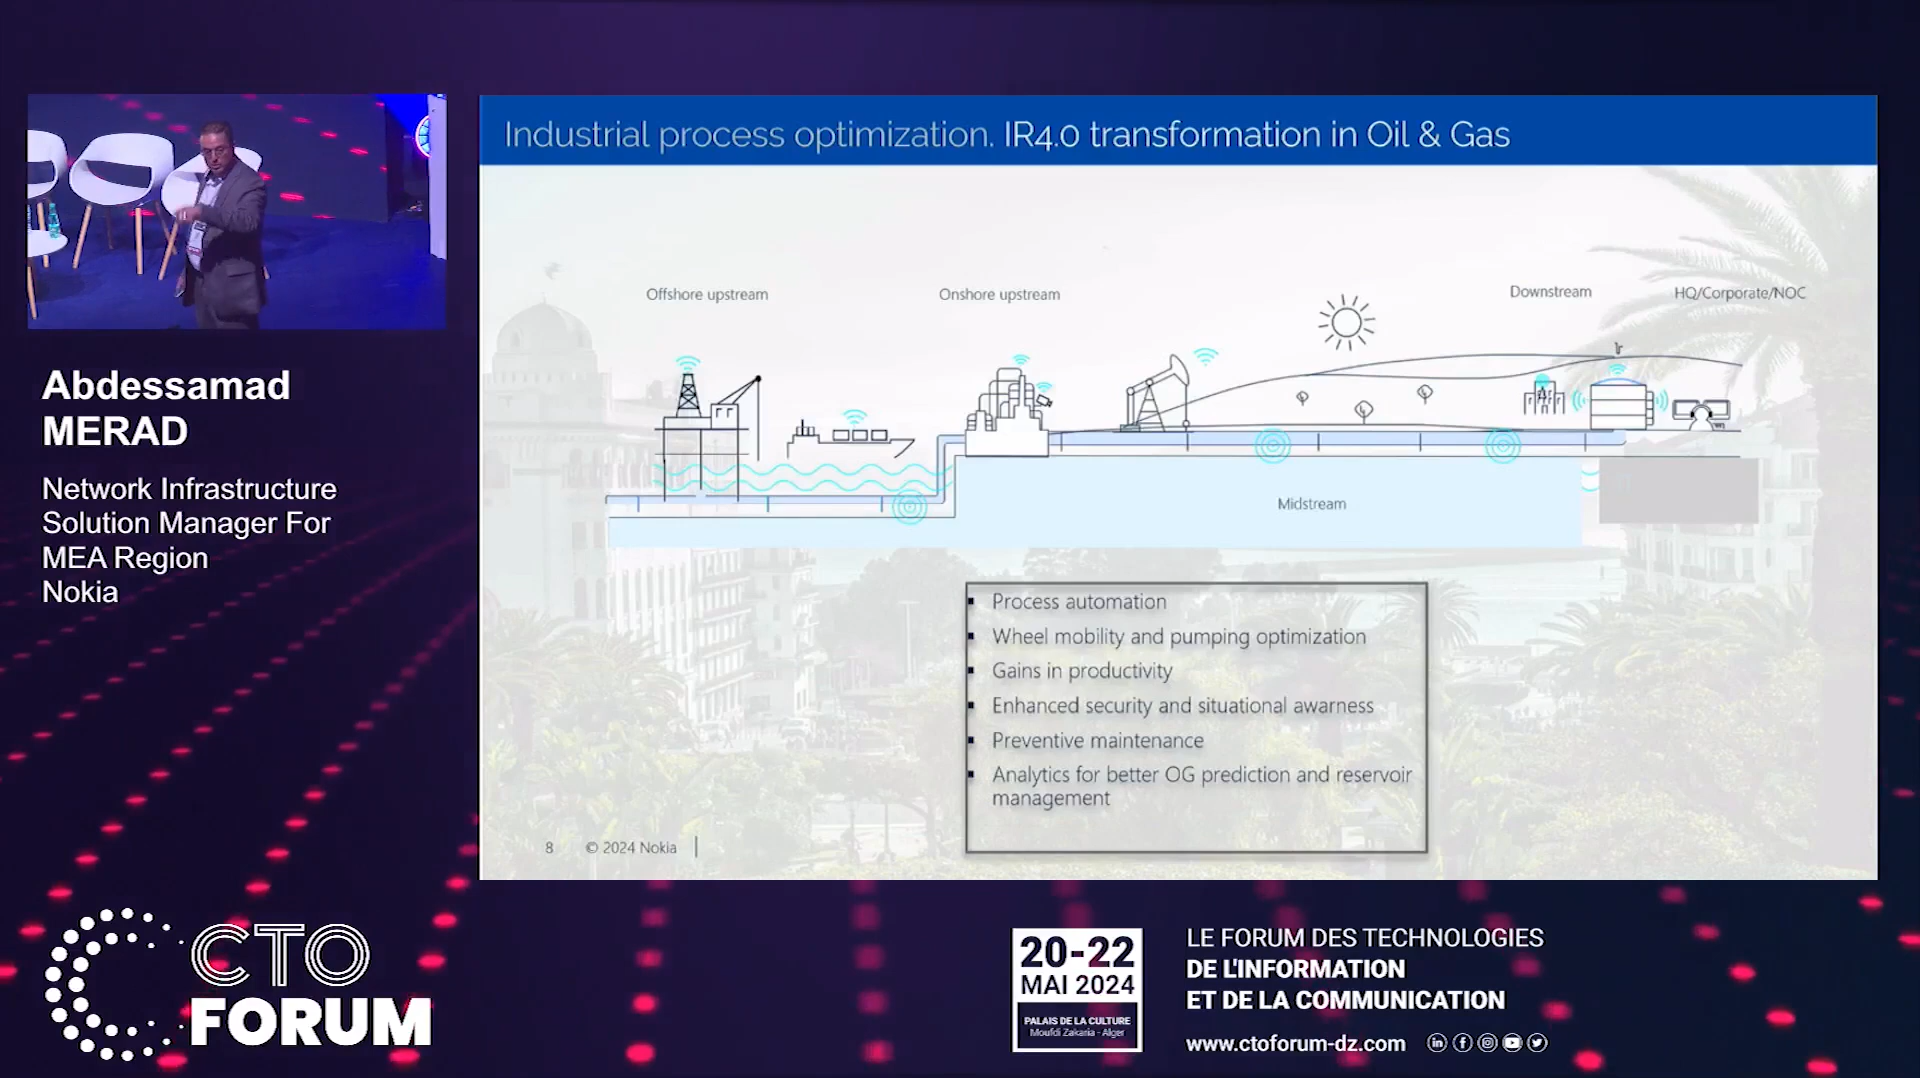 Industrial process optimization. IR4.0 transformation in Oil & Gas
Offshore upstream
Onshore upstream
Downstream
HQ/Corporate/NOC
Midstream
Abdessamad
MERAD
Network Infrastructure
Solution Manager For
MEA Region
Nokia
Process automation
Wheel mobility and pumping optimization
Gains in productivity
Enhanced security and situational awarness
Preventive maintenance
Analytics for better OG prediction and reservoir
management
8 © 2024 Nokia
CTO
FORUM
20-22
MAI 2024
PALAIS DE LA CULTURE
Moufdi Zakaria - Alger
LE FORUM DES TECHNOLOGIES
DE L'INFORMATION
ET DE LA COMMUNICATION
www.ctoforum-dz.com